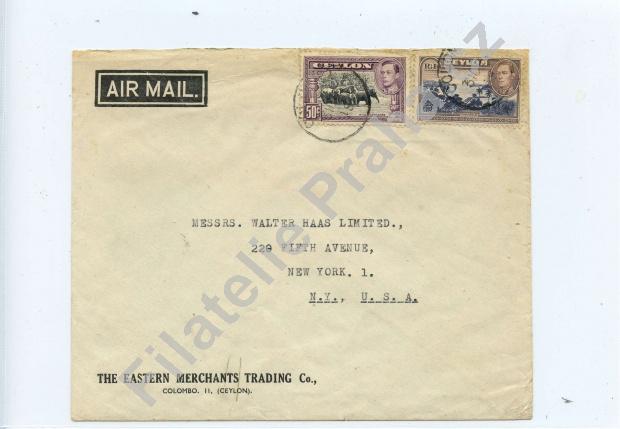 AIR MAIL.
CEYLON
50c
CEYLON
MESSRS. WALTER HAAS LIMITED.,
220 FIFTH AVENUE,
NEW YORK. 1.
N.Y., U. S. A.
THE EASTERN MERCHANTS TRADING Co.,
COLOMBO. 11, (CEYLON).
Filatelie Praha